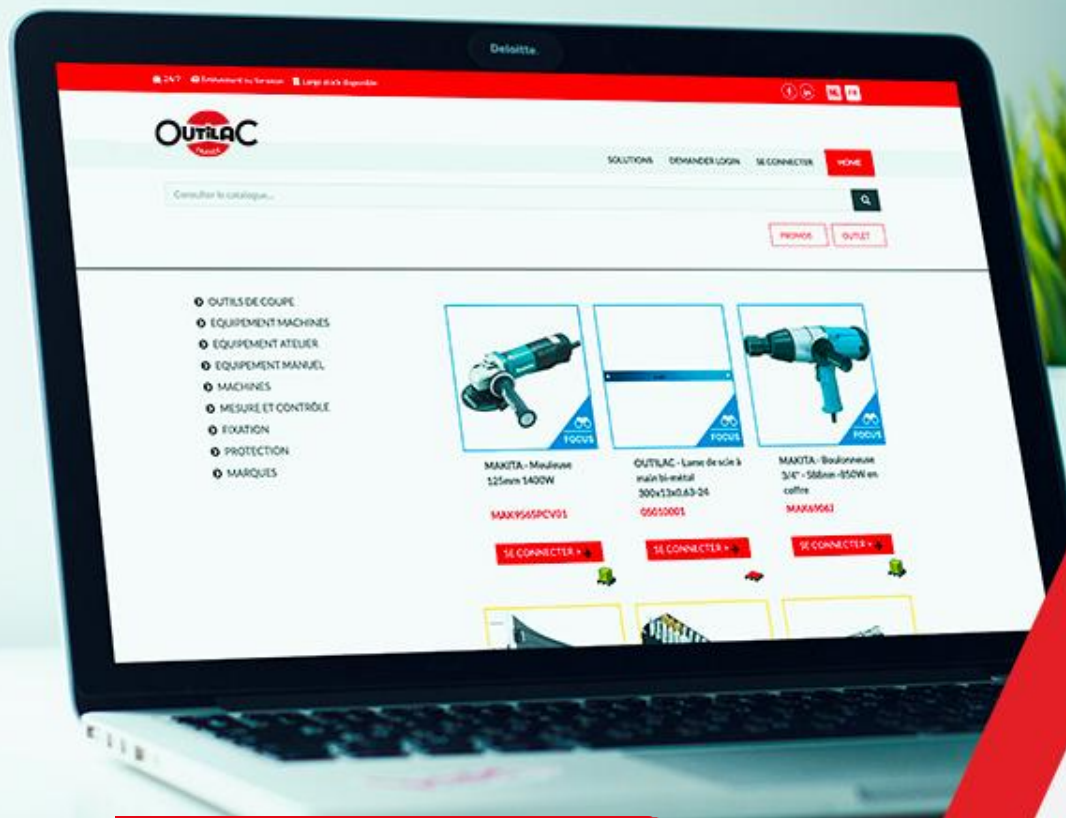 Deloitte.
24/7
OUTILAC
FRANCE
SOLUTIONS DEMANDER LOGIN SE CONNECTER HOME
Consulter le catalogue...
PROMOS OUTLET
OUTILS DE COUPE
EQUIPEMENT MACHINES
EQUIPEMENT ATELIER
EQUIPEMENT MANUEL
MACHINES
MESURE ET CONTRÔLE
FIXATION
PROTECTION
MARQUES
FOCUS
FOCUS
FOCUS
MAKITA - Meuleuse
125mm 1400W
MAK9565PCV01
SE CONNECTER >
OUTILAC - Lame de scie à
main bi-métal
300x13x0,63-24
05010001
SE CONNECTER >
MAKITA - Boulonneuse
3/4" - 588nm -850W en
coffre
MAK6906J
SE CONNECTER >